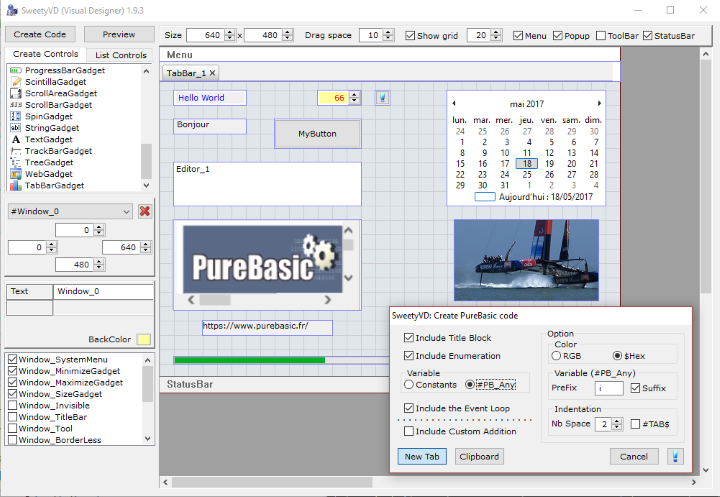 SweetyVD (Visual Designer) 1.9.3
Create Code Preview Size 640 x 480 Drag space 10 Show grid 20 Menu Popup ToolBar StatusBar
Create Controls List Controls
ProgressBarGadget
ScintillaGadget
ScrollAreaGadget
ScrollBarGadget
SpinGadget
StringGadget
TextGadget
TrackBarGadget
TreeGadget
WebGadget
TabBarGadget
#Window_0
0
0 640
480
Text Window_0
BackColor
Window_SystemMenu
Window_MinimizeGadget
Window_MaximizeGadget
Window_SizeGadget
Window_Invisible
Window_TitleBar
Window_Tool
Window_BorderLess
Menu
TabBar_1
Hello World 66
Bonjour
MyButton
Editor_1
PureBasic
https://www.purebasic.fr/
StatusBar
mai 2017
lun. mar. mer. jeu. ven. sam. dim.
24 25 26 27 28 29 30
1 2 3 4 5 6 7
8 9 10 11 12 13 14
15 16 17 18 19 20 21
22 23 24 25 26 27 28
29 30 31 1 2 3 4
Aujourd'hui : 18/05/2017
SweetyVD: Create PureBasic code
Include Title Block
Include Enumeration
Variable
Constants #PB_Any
Include the Event Loop
Include Custom Addition
New Tab Clipboard
Option
Color
RGB $Hex
Variable (#PB_Any)
PreFix i Suffix
Indentation
Nb Space 2 #TAB$
Cancel